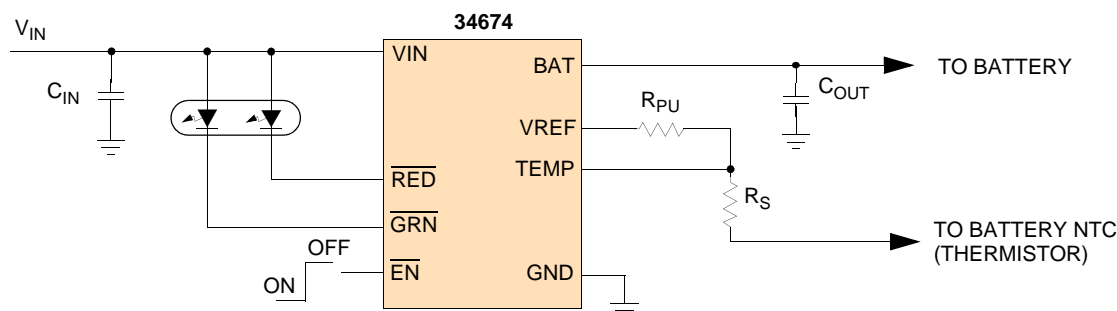 34674
VIN
VIN
BAT
TO BATTERY
CIN
COUT
RPU
VREF
TEMP
RED
RS
GRN
TO BATTERY NTC
(THERMISTOR)
OFF
EN
GND
ON